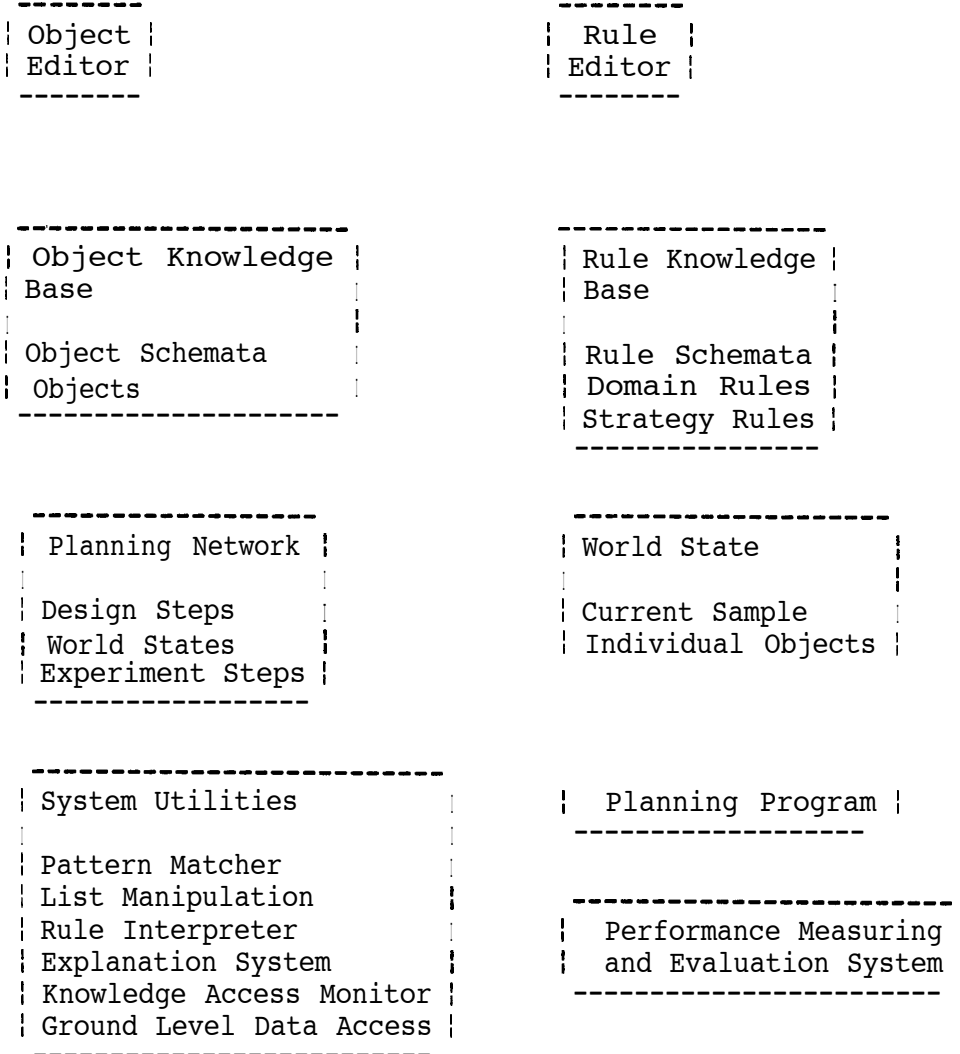 Object
Editor
Rule
Editor
Object Knowledge
Base
Object Schemata
Objects
Rule Knowledge
Base
Rule Schemata
Domain Rules
Strategy Rules
Planning Network
Design Steps
World States
Experiment Steps
World State
Current Sample
Individual Objects
System Utilities
Pattern Matcher
List Manipulation
Rule Interpreter
Explanation System
Knowledge Access Monitor
Ground Level Data Access
Planning Program
Performance Measuring
and Evaluation System